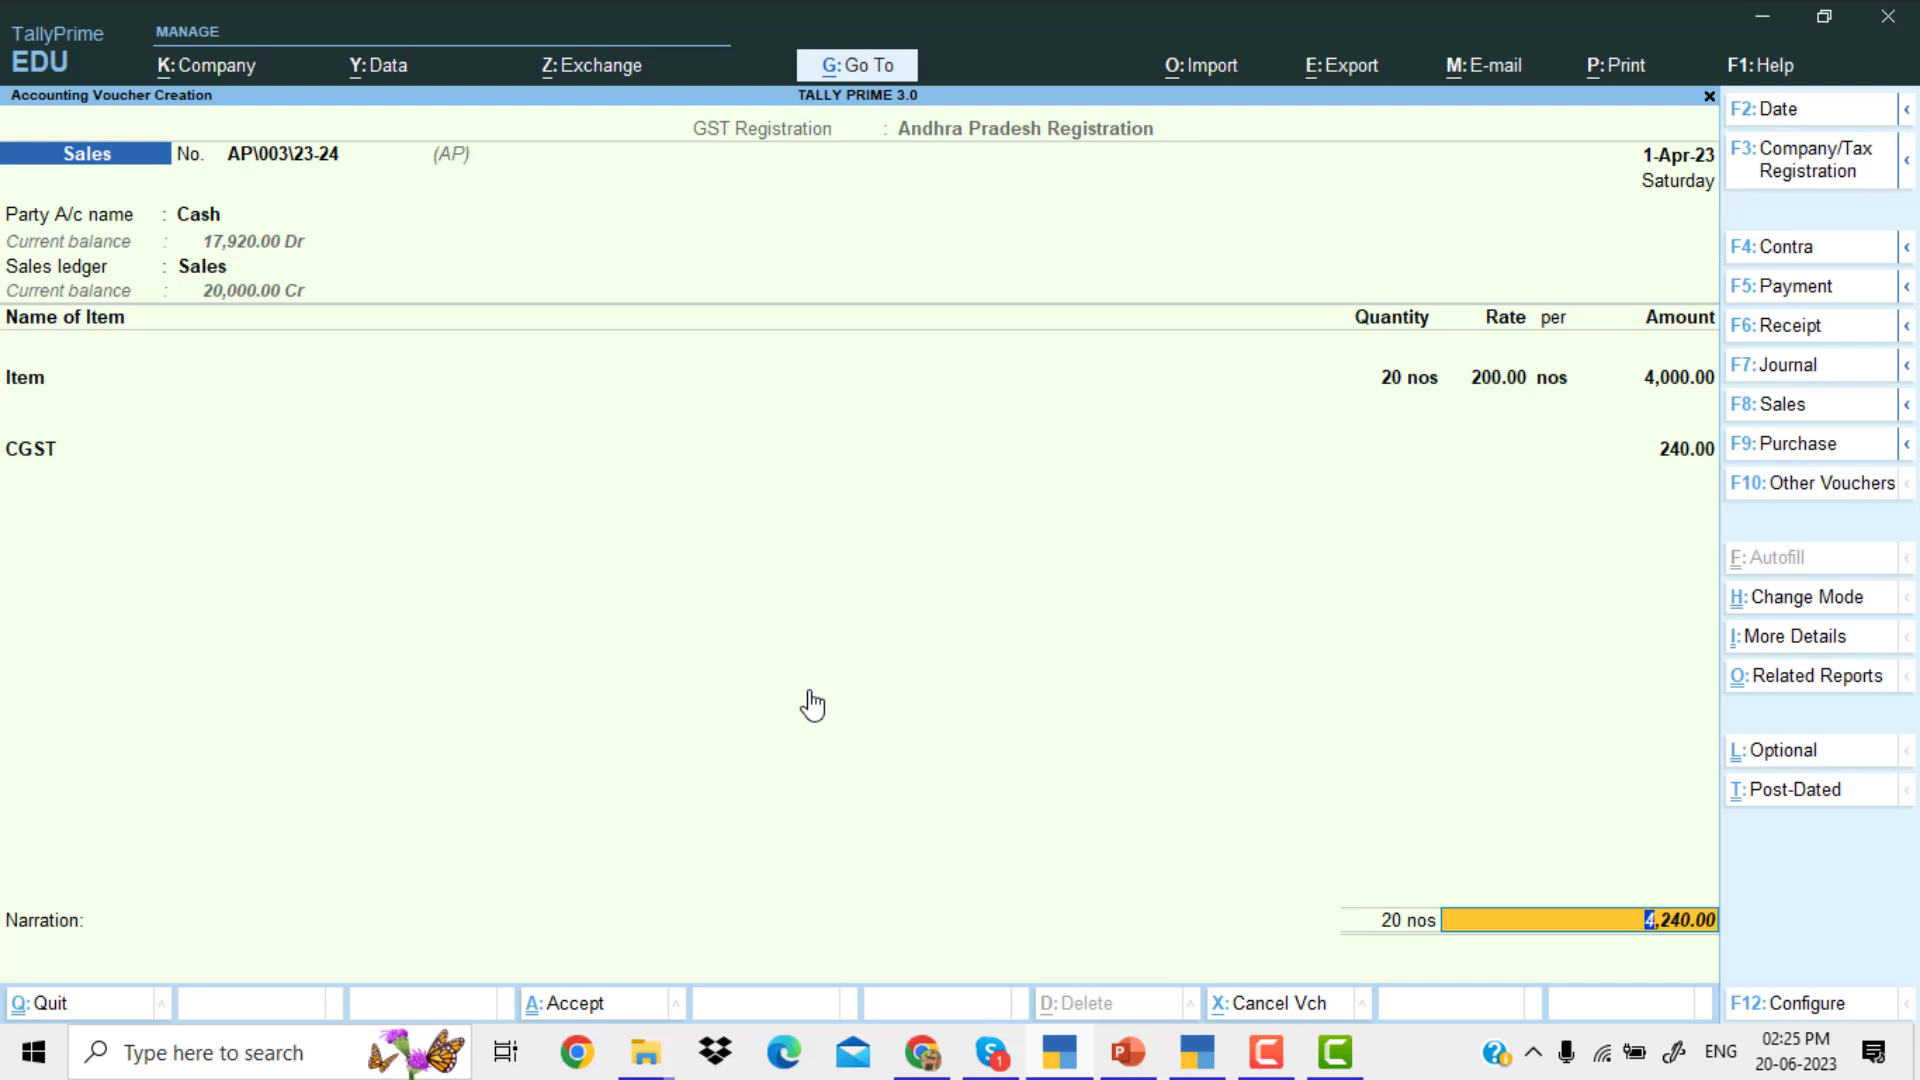 TallyPrime
EDU
MANAGE
K: Company
Y: Data
Z: Exchange
G: Go To
O: Import
E: Export
M: E-mail
P: Print
F1: Help
Accounting Voucher Creation
TALLY PRIME 3.0
GST Registration : Andhra Pradesh Registration
Sales No. AP\003\23-24 (AP)
1-Apr-23
Saturday
Party A/c name : Cash
Current balance : 17,920.00 Dr
Sales ledger : Sales
Current balance : 20,000.00 Cr
Name of Item Quantity Rate per Amount
Item 20 nos 200.00 nos 4,000.00
CGST 240.00
Narration: 20 nos 4,240.00
F2: Date
F3: Company/Tax
Registration
F4: Contra
F5: Payment
F6: Receipt
F7: Journal
F8: Sales
F9: Purchase
F10: Other Vouchers
F: Autofill
H: Change Mode
I: More Details
O: Related Reports
L: Optional
T: Post-Dated
Q: Quit
A: Accept
D: Delete
X: Cancel Vch
F12: Configure
Type here to search
1
ENG
02:25 PM
20-06-2023